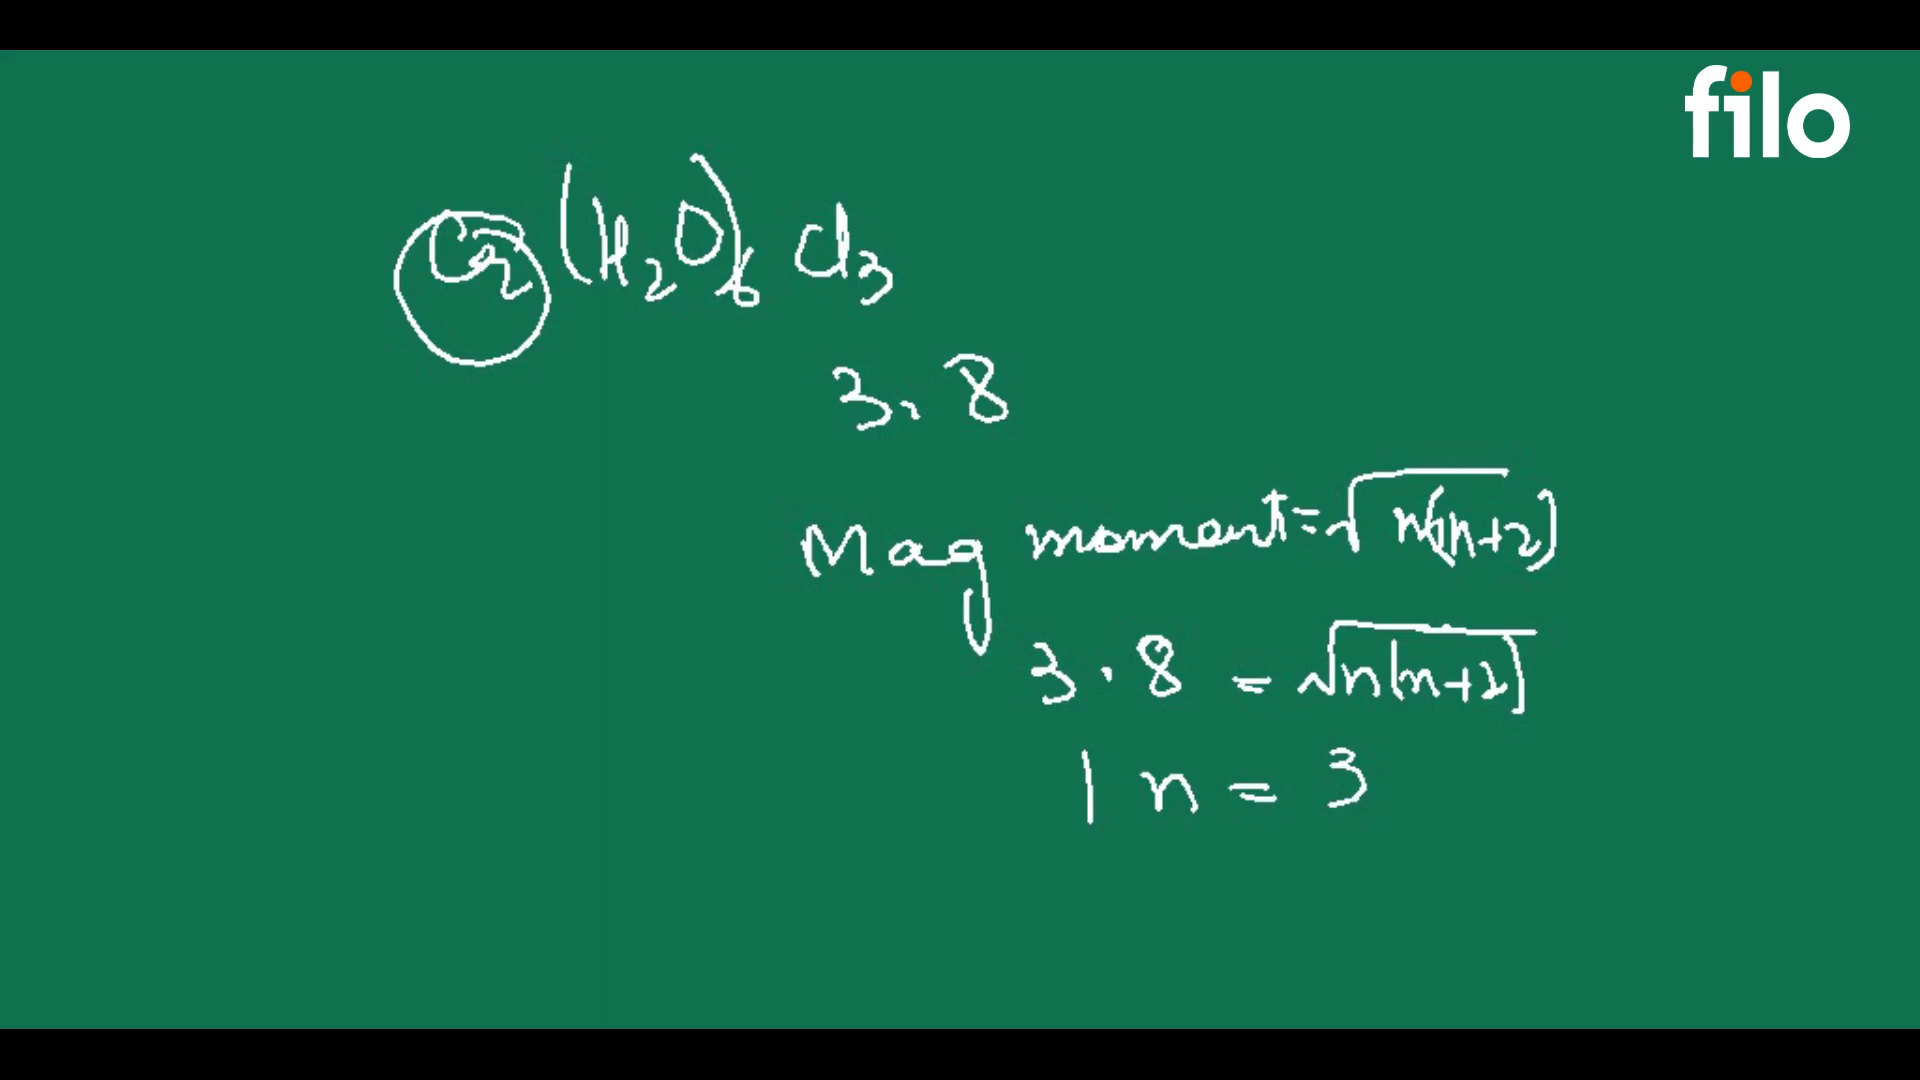 filo
Cr(H₂O)₆ Cl₃
3.8
Mag moment = √n(n+2)
3.8 = √n(n+2)
| n = 3